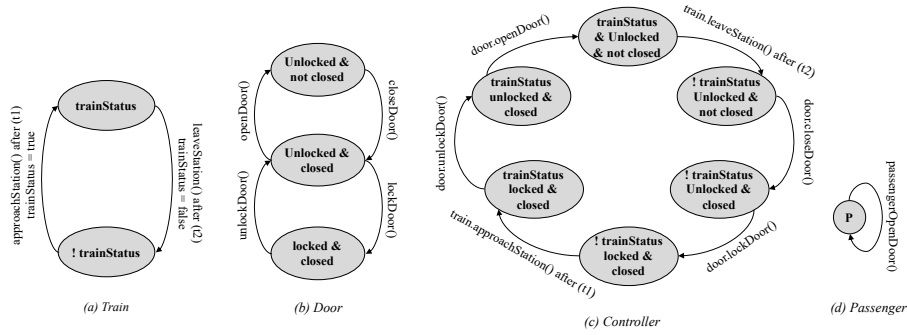 trainStatus
approachStation() after (t1)
trainStatus = true
leaveStation() after (t2)
trainStatus = false
! trainStatus
(a) Train
Unlocked &
not closed
openDoor()
closeDoor()
Unlocked &
closed
unlockDoor()
lockDoor()
locked &
closed
(b) Door
trainStatus
& Unlocked
& not closed
door.openDoor()
train.leaveStation() after (t2)
trainStatus
unlocked &
closed
! trainStatus
Unlocked &
not closed
door.unlockDoor()
door.closeDoor()
trainStatus
locked &
closed
! trainStatus
Unlocked &
closed
train.approachStation() after (t1)
door.lockDoor()
! trainStatus
locked &
closed
(c) Controller
P
passengerOpenDoor()
(d) Passenger